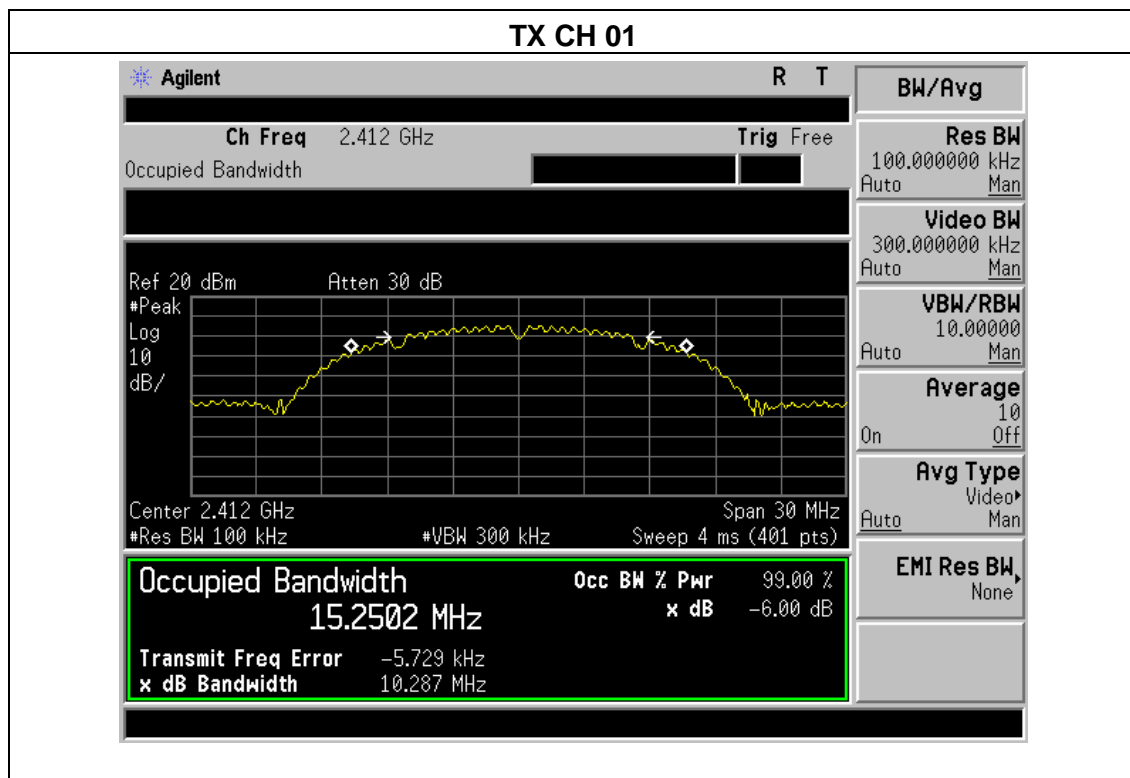 TX CH 01
Agilent
R T
BW/Avg
Ch Freq 2.412 GHz
Trig Free
Occupied Bandwidth
Res BW
100.000000 kHz
Auto Man
Video BW
300.000000 kHz
Auto Man
Ref 20 dBm
Atten 30 dB
#Peak
Log
10
dB/
VBW/RBW
10.00000
Auto Man
Average
10
On Off
Avg Type
Video
Auto Man
Center 2.412 GHz
Span 30 MHz
#Res BW 100 kHz
#VBW 300 kHz
Sweep 4 ms (401 pts)
EMI Res BW
None
Occupied Bandwidth
15.2502 MHz
Occ BW % Pwr 99.00 %
x dB -6.00 dB
Transmit Freq Error -5.729 kHz
x dB Bandwidth 10.287 MHz